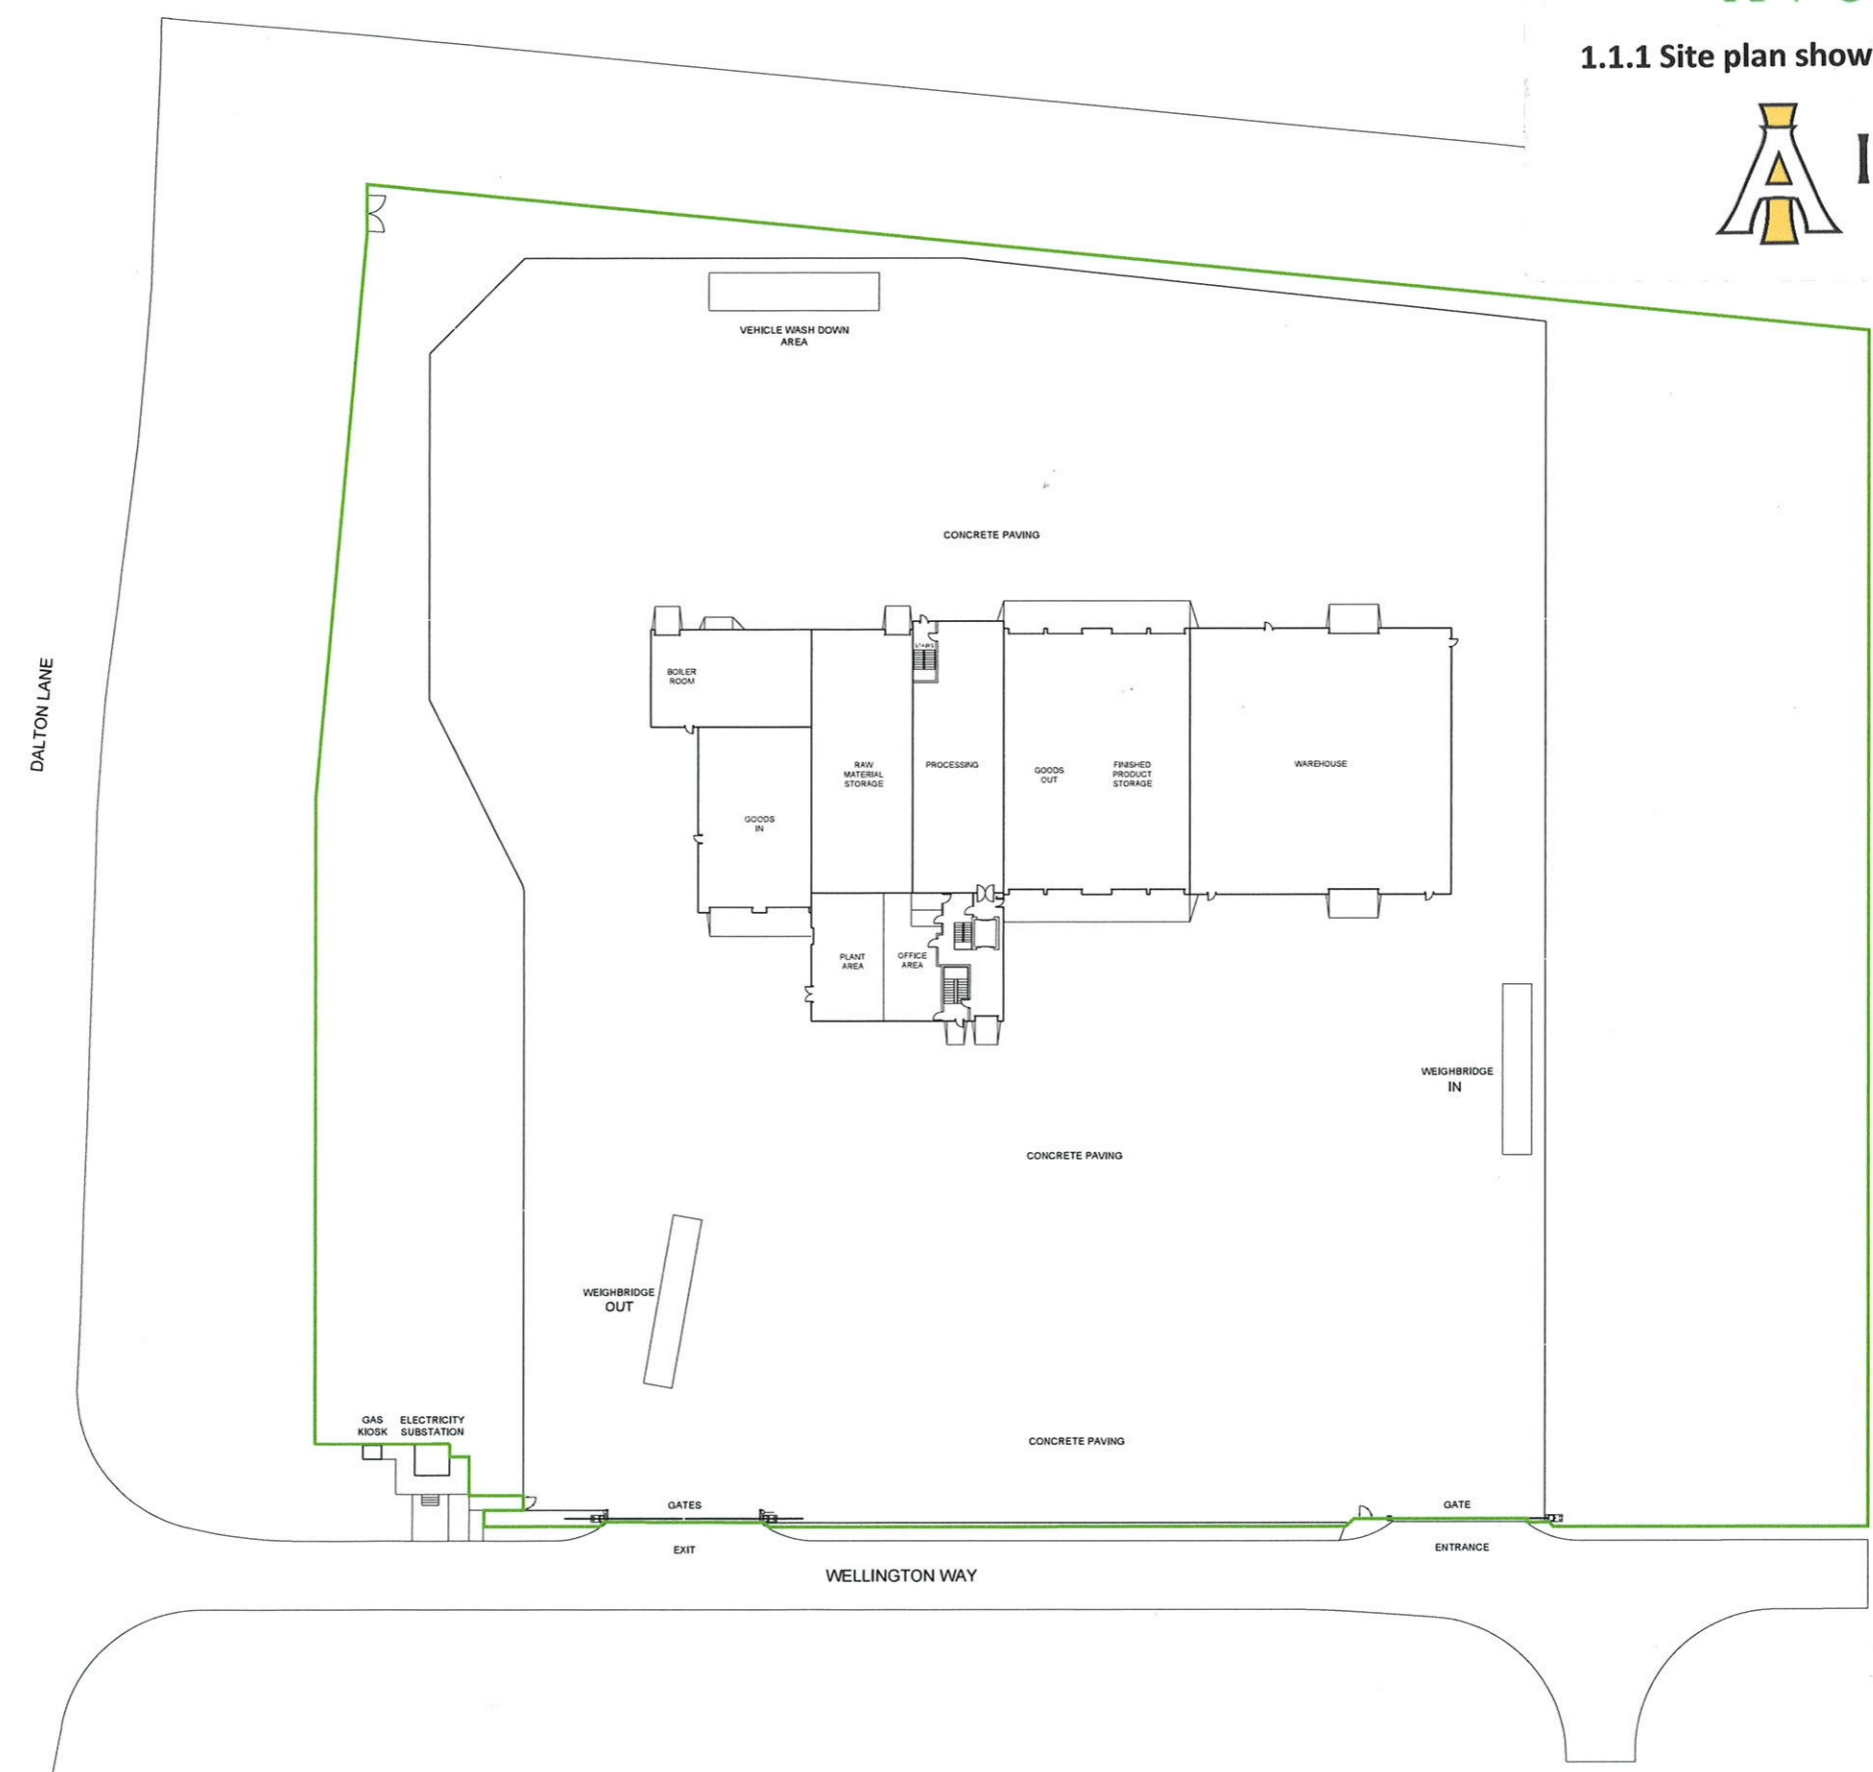 1.1.1 Site plan show
VEHICLE WASH DOWN
AREA
CONCRETE PAVING
STAIRS
BOILER
ROOM
DALTON LANE
RAW
MATERIAL
STORAGE
PROCESSING
GOODS
OUT
FINISHED
PRODUCT
STORAGE
WAREHOUSE
GOODS
IN
PLANT
AREA
OFFICE
AREA
WEIGHBRIDGE
IN
CONCRETE PAVING
WEIGHBRIDGE
OUT
GAS
KIOSK
ELECTRICITY
SUBSTATION
CONCRETE PAVING
GATES
GATE
EXIT
ENTRANCE
WELLINGTON WAY